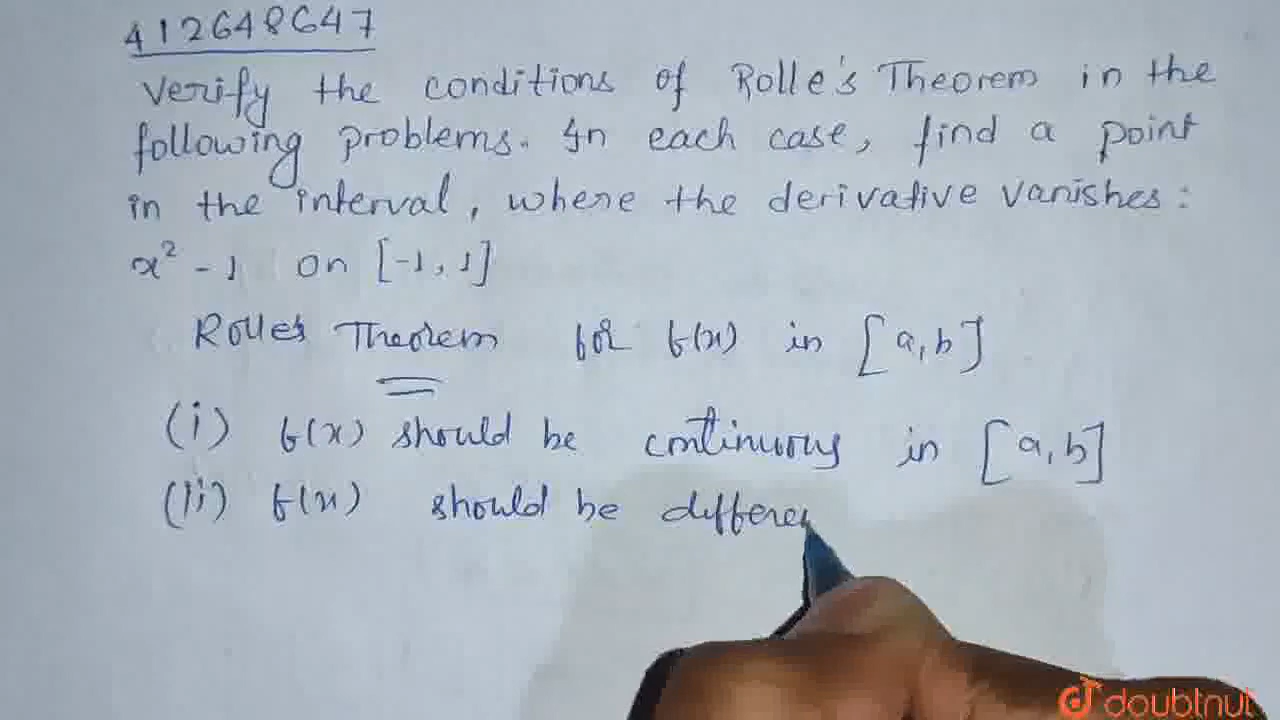 412648647
Verify the conditions of Rolle's Theorem in the
following problems. In each case, find a point
in the interval, where the derivative vanishes:
x² - 1 on [-1, 1]
Rolle's Theorem for f(x) in [a, b]
(i) f(x) should be continuous in [a, b]
(ii) f(x) should be differe
doubtnut